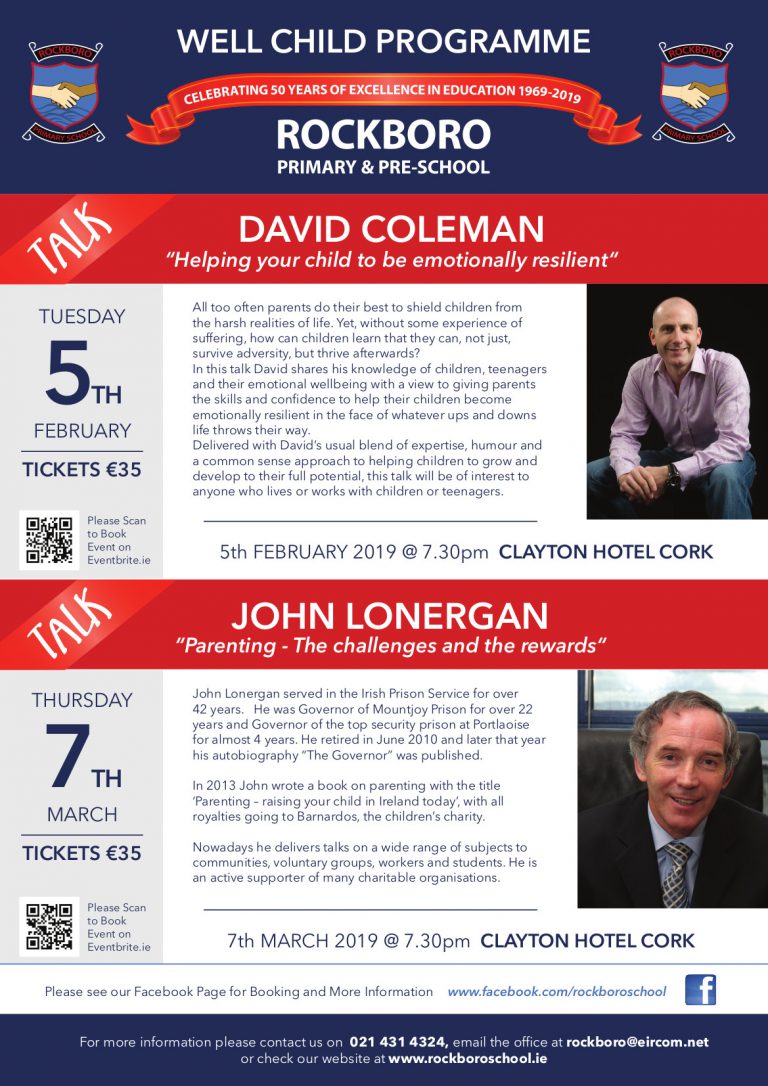 WELL CHILD PROGRAMME
ROCKBORO
PRIMARY SCHOOL
CELEBRATING 50 YEARS OF EXCELLENCE IN EDUCATION 1969-2019
ROCKBORO
PRIMARY SCHOOL
ROCKBORO
PRIMARY & PRE-SCHOOL
TALK
DAVID COLEMAN
“Helping your child to be emotionally resilient“
TUESDAY
5TH
FEBRUARY
TICKETS €35
Please Scan
to Book
Event on
Eventbrite.ie
All too often parents do their best to shield children from
the harsh realities of life. Yet, without some experience of
suffering, how can children learn that they can, not just,
survive adversity, but thrive afterwards?
In this talk David shares his knowledge of children, teenagers
and their emotional wellbeing with a view to giving parents
the skills and confidence to help their children become
emotionally resilient in the face of whatever ups and downs
life throws their way.
Delivered with David’s usual blend of expertise, humour and
a common sense approach to helping children to grow and
develop to their full potential, this talk will be of interest to
anyone who lives or works with children or teenagers.
5th FEBRUARY 2019 @ 7.30pm CLAYTON HOTEL CORK
TALK
JOHN LONERGAN
“Parenting - The challenges and the rewards“
THURSDAY
7TH
MARCH
TICKETS €35
Please Scan
to Book
Event on
Eventbrite.ie
John Lonergan served in the Irish Prison Service for over
42 years. He was Governor of Mountjoy Prison for over 22
years and Governor of the top security prison at Portlaoise
for almost 4 years. He retired in June 2010 and later that year
his autobiography “The Governor” was published.
In 2013 John wrote a book on parenting with the title
‘Parenting – raising your child in Ireland today’, with all
royalties going to Barnardos, the children’s charity.
Nowadays he delivers talks on a wide range of subjects to
communities, voluntary groups, workers and students. He is
an active supporter of many charitable organisations.
7th MARCH 2019 @ 7.30pm CLAYTON HOTEL CORK
Please see our Facebook Page for Booking and More Information www.facebook.com/rockboroschool f
For more information please contact us on 021 431 4324, email the office at rockboro@eircom.net
or check our website at www.rockboroschool.ie